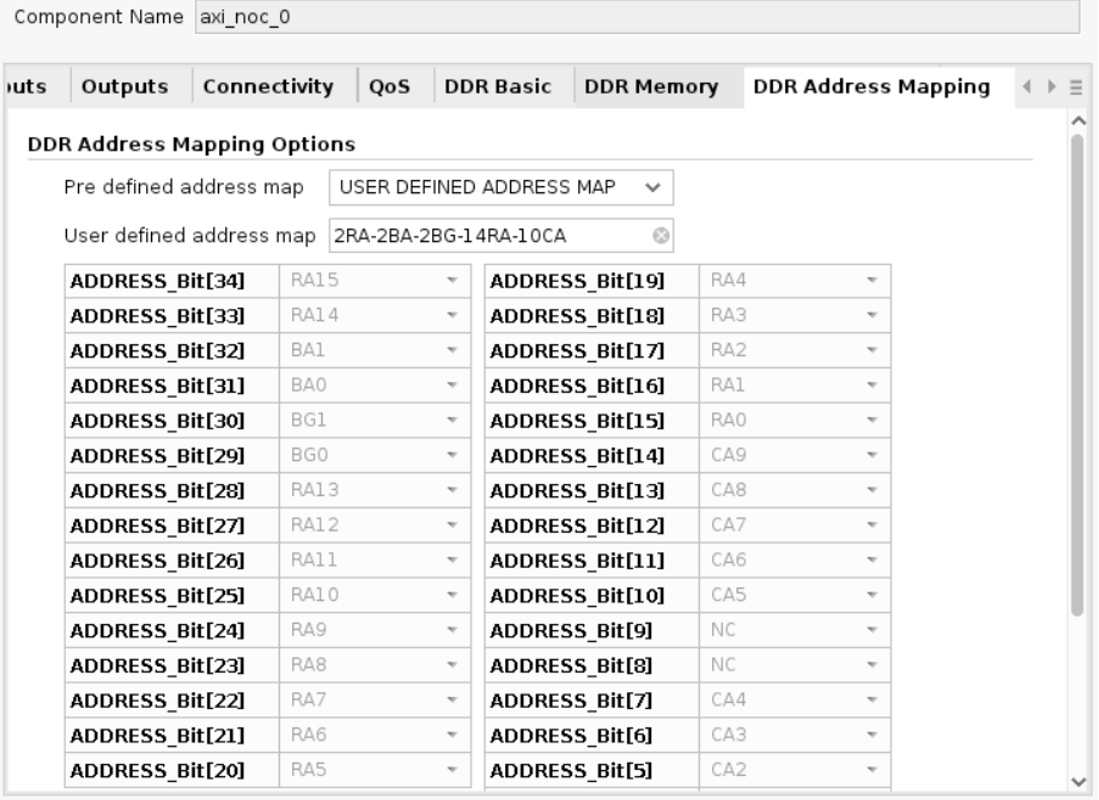 Component Name axi_noc_0
uts Outputs Connectivity QoS DDR Basic DDR Memory DDR Address Mapping
DDR Address Mapping Options
Pre defined address map USER DEFINED ADDRESS MAP
User defined address map 2RA-2BA-2BG-14RA-10CA
ADDRESS_Bit[34] RA15 ADDRESS_Bit[19] RA4
ADDRESS_Bit[33] RA14 ADDRESS_Bit[18] RA3
ADDRESS_Bit[32] BA1 ADDRESS_Bit[17] RA2
ADDRESS_Bit[31] BA0 ADDRESS_Bit[16] RA1
ADDRESS_Bit[30] BG1 ADDRESS_Bit[15] RA0
ADDRESS_Bit[29] BG0 ADDRESS_Bit[14] CA9
ADDRESS_Bit[28] RA13 ADDRESS_Bit[13] CA8
ADDRESS_Bit[27] RA12 ADDRESS_Bit[12] CA7
ADDRESS_Bit[26] RA11 ADDRESS_Bit[11] CA6
ADDRESS_Bit[25] RA10 ADDRESS_Bit[10] CA5
ADDRESS_Bit[24] RA9 ADDRESS_Bit[9] NC
ADDRESS_Bit[23] RA8 ADDRESS_Bit[8] NC
ADDRESS_Bit[22] RA7 ADDRESS_Bit[7] CA4
ADDRESS_Bit[21] RA6 ADDRESS_Bit[6] CA3
ADDRESS_Bit[20] RA5 ADDRESS_Bit[5] CA2